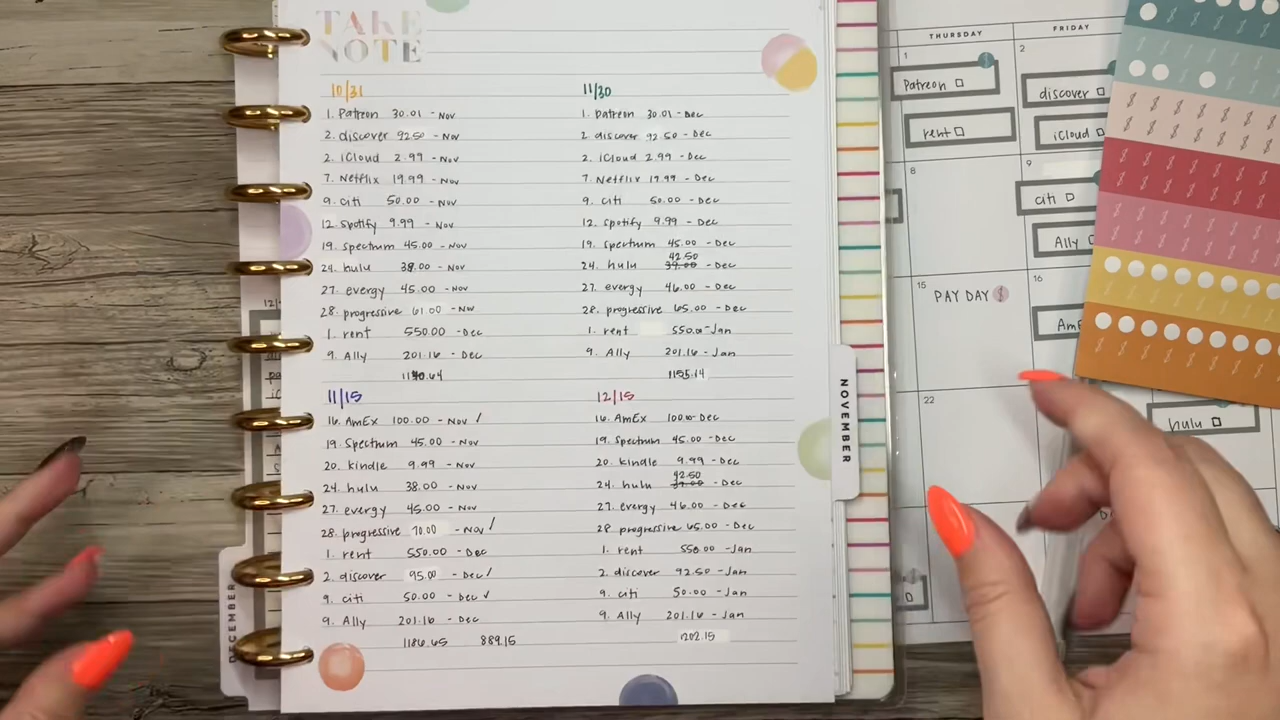 TAKE
NOTE
10/31
1. Patreon 30.01 - Nov
2. discover 92.50 - Nov
2. iCloud 2.99 - Nov
7. Netflix 19.99 - Nov
9. citi 50.00 - Nov
12. spotify 9.99 - Nov
19. spectrum 45.00 - Nov
24. hulu 38.00 - Nov
27. evergy 45.00 - Nov
28. progressive 61.00 - Nov
1. rent 550.00 - Dec
9. Ally 201.16 - Dec
11/15
16. AmEx 100.00 - Nov /
19. Spectrum 45.00 - Nov
20. kindle 9.99 - Nov
24. hulu 38.00 - Nov
27. evergy 45.00 - Nov
28. progressive 70.00 - Nov /
1. rent 550.00 - Dec
2. discover 95.00 - Dec /
9. citi 50.00 - Dec ✓
9. Ally 201.16 - Dec
1186.65 889.15
11/30
1. Patreon 30.01 - Dec
2. discover 92.50 - Dec
2. iCloud 2.99 - Dec
7. Netflix 19.99 - Dec
9. citi 50.00 - Dec
12. spotify 9.99 - Dec
19. spectrum 45.00 - Dec
42.50
24. hulu 39.00 - Dec
27. evergy 46.00 - Dec
28. progressive 65.00 - Dec
1. rent 550.00 - Jan
9. Ally 201.16 - Jan
1155.14
12/15
16. AmEx 100.00 - Dec
19. Spectrum 45.00 - Dec
20. kindle 9.99 - Dec
42.50
24. hulu 39.00 - Dec
27. evergy 46.00 - Dec
28 progressive 65.00 - Dec
1. rent 550.00 - Jan
2. discover 92.50 - Jan
9. citi 50.00 - Jan
9. Ally 201.16 - Jan
1202.15
NOVEMBER
DECEMBER
THURSDAY
FRIDAY
1
2
Patreon
discover
rent
iCloud
8
9
citi
Ally
15
16
PAY DAY
22
hulu